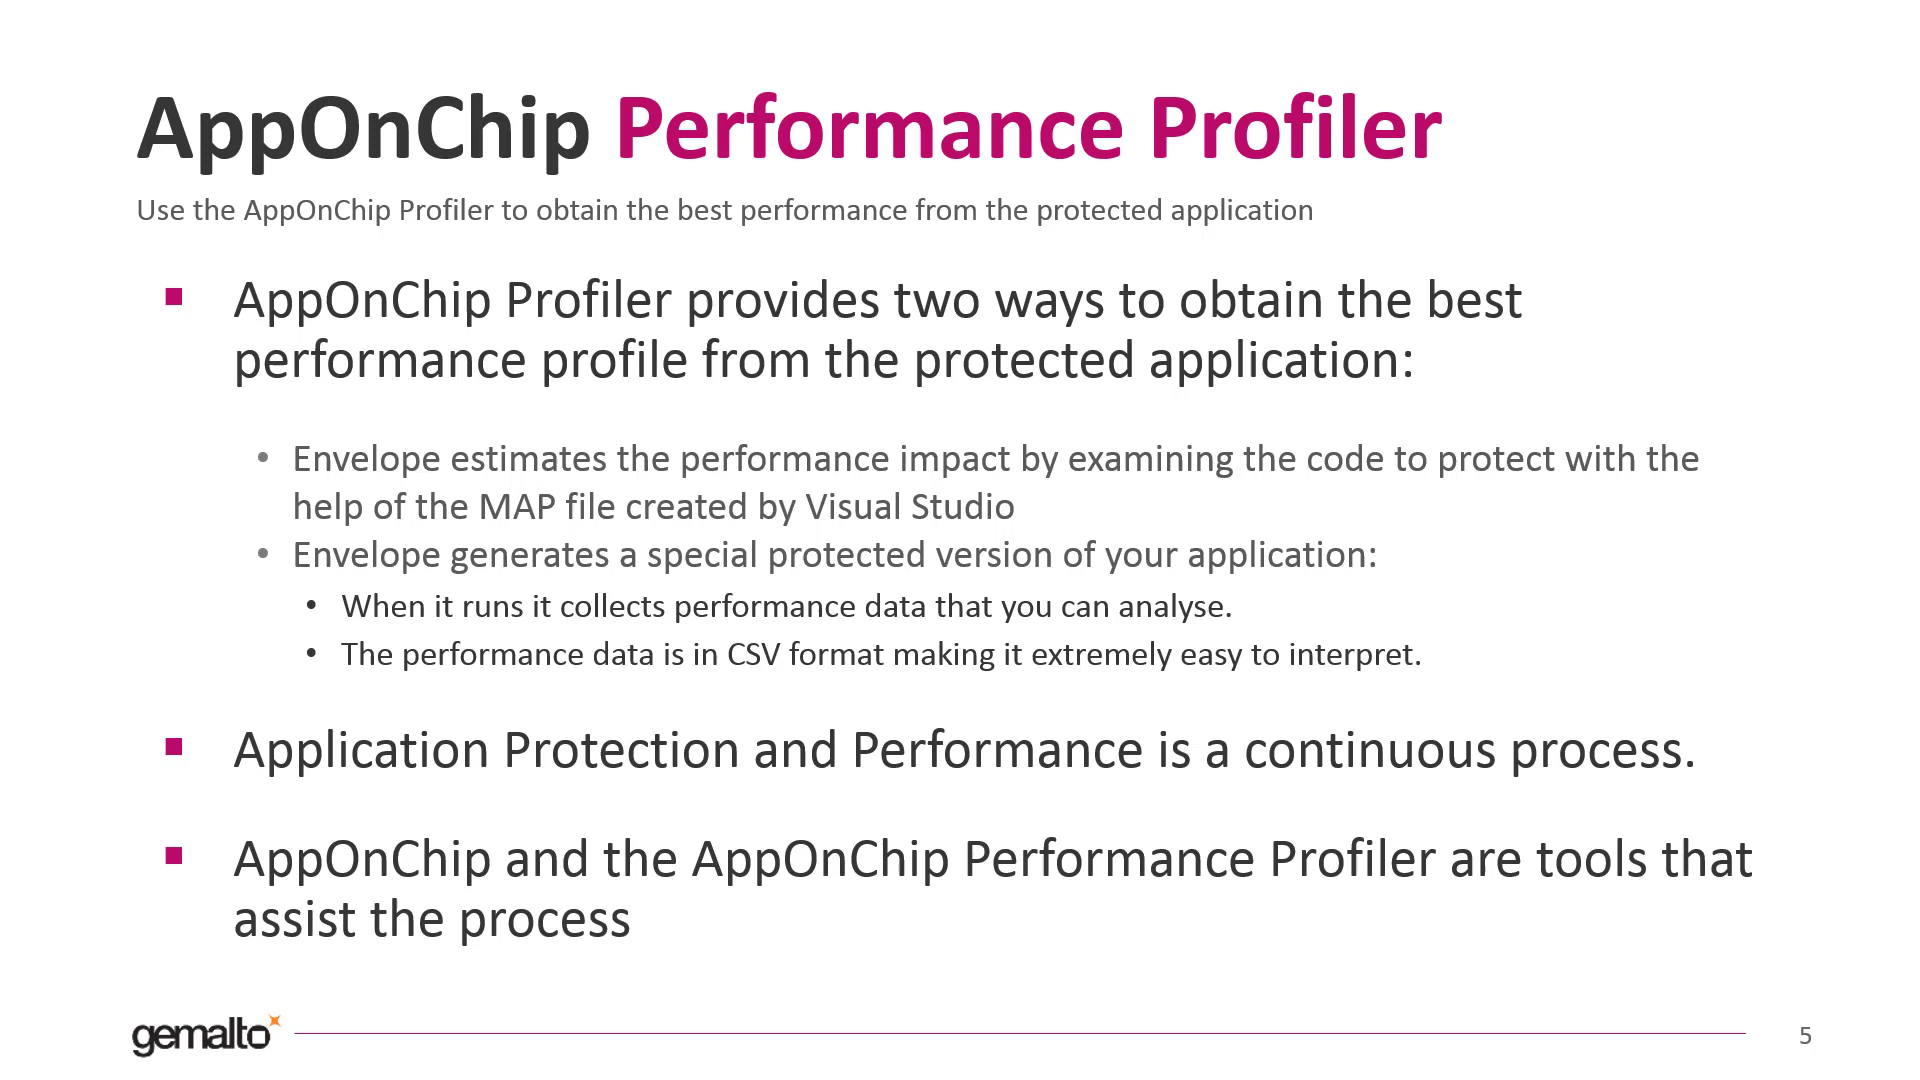 AppOnChip Performance Profiler
Use the AppOnChip Profiler to obtain the best performance from the protected application
▪ AppOnChip Profiler provides two ways to obtain the best
performance profile from the protected application:
• Envelope estimates the performance impact by examining the code to protect with the
help of the MAP file created by Visual Studio
• Envelope generates a special protected version of your application:
• When it runs it collects performance data that you can analyse.
• The performance data is in CSV format making it extremely easy to interpret.
▪ Application Protection and Performance is a continuous process.
▪ AppOnChip and the AppOnChip Performance Profiler are tools that
assist the process
gemalto
5